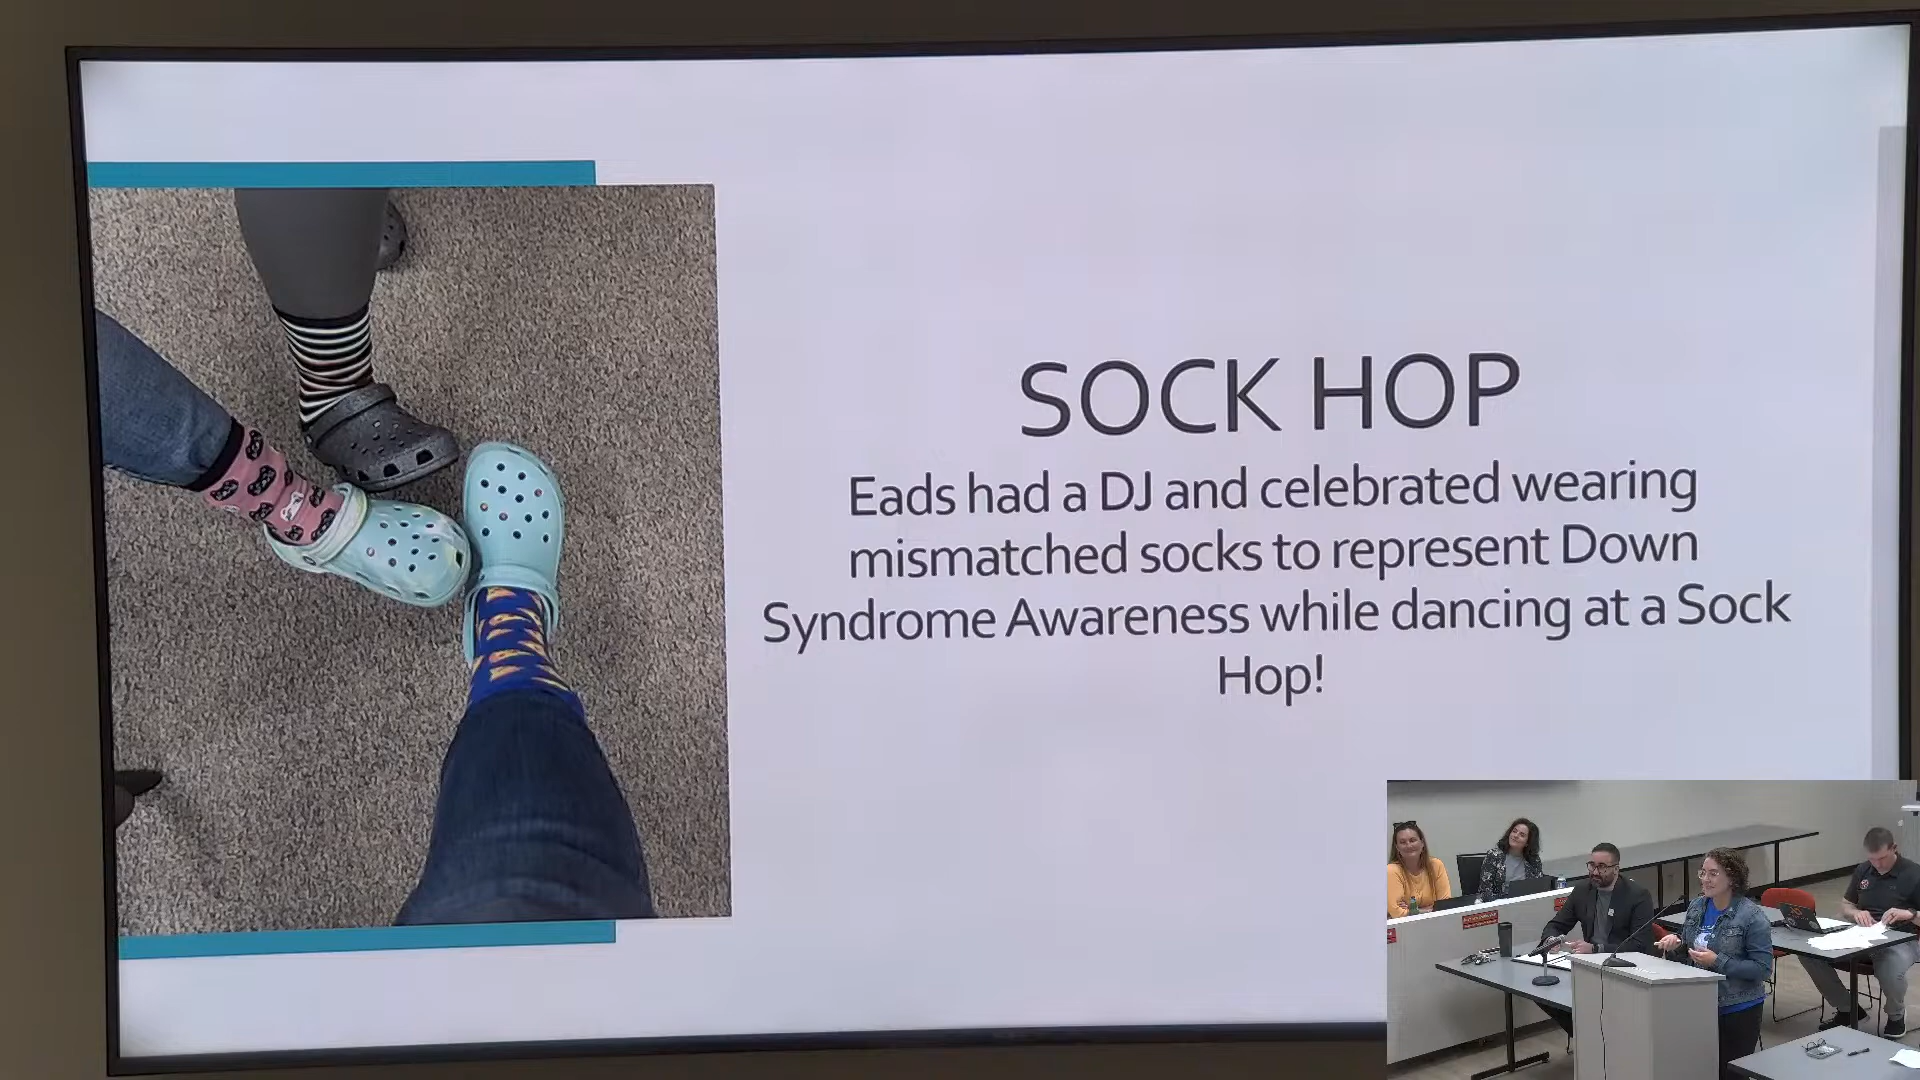 SOCK HOP
Eads had a DJ and celebrated wearing
mismatched socks to represent Down
Syndrome Awareness while dancing at a Sock
Hop!